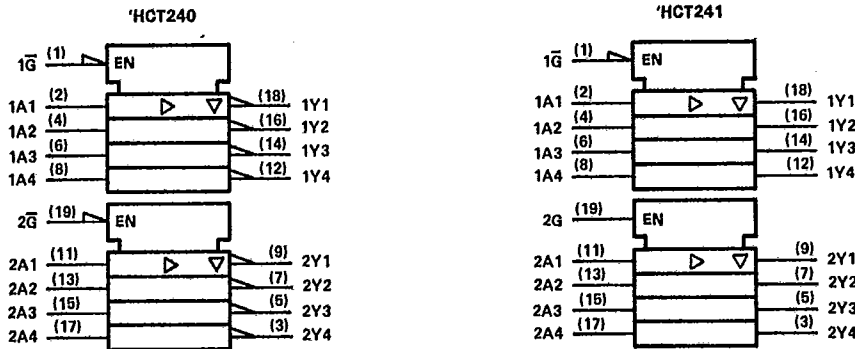 'HCT240
1G̅ (1) EN
1A1 (2) (18) 1Y1
1A2 (4) (16) 1Y2
1A3 (6) (14) 1Y3
1A4 (8) (12) 1Y4
2G̅ (19) EN
2A1 (11) (9) 2Y1
2A2 (13) (7) 2Y2
2A3 (15) (5) 2Y3
2A4 (17) (3) 2Y4
'HCT241
1G̅ (1) EN
1A1 (2) (18) 1Y1
1A2 (4) (16) 1Y2
1A3 (6) (14) 1Y3
1A4 (8) (12) 1Y4
2G (19) EN
2A1 (11) (9) 2Y1
2A2 (13) (7) 2Y2
2A3 (15) (5) 2Y3
2A4 (17) (3) 2Y4